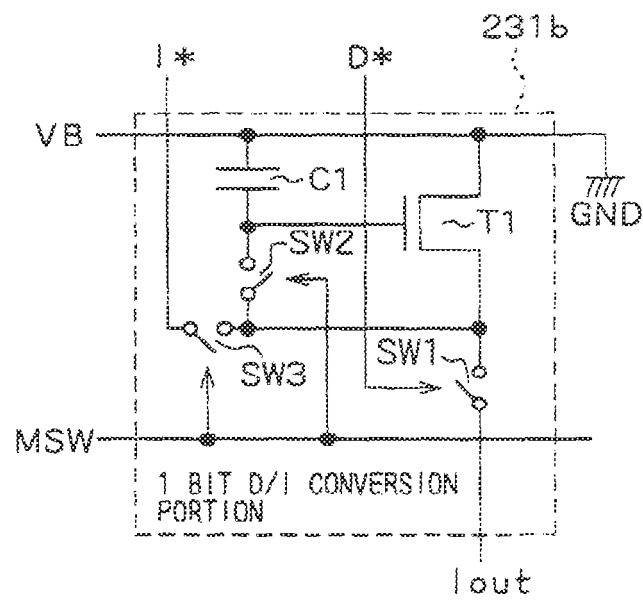 231b
I* D*
VB
C1
T1
GND
SW2
SW1
SW3
MSW
1 BIT D/I CONVERSION
PORTION
Iout